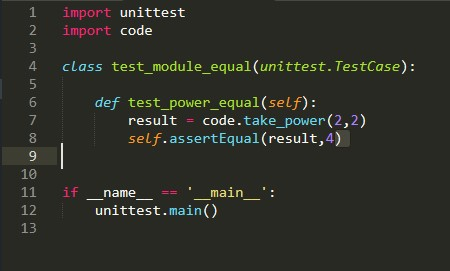 1 import unittest
2 import code
3
4 class test_module_equal(unittest.TestCase):
5
6     def test_power_equal(self):
7         result = code.take_power(2,2)
8         self.assertEqual(result,4)
9
10
11 if __name__ == '__main__':
12     unittest.main()
13